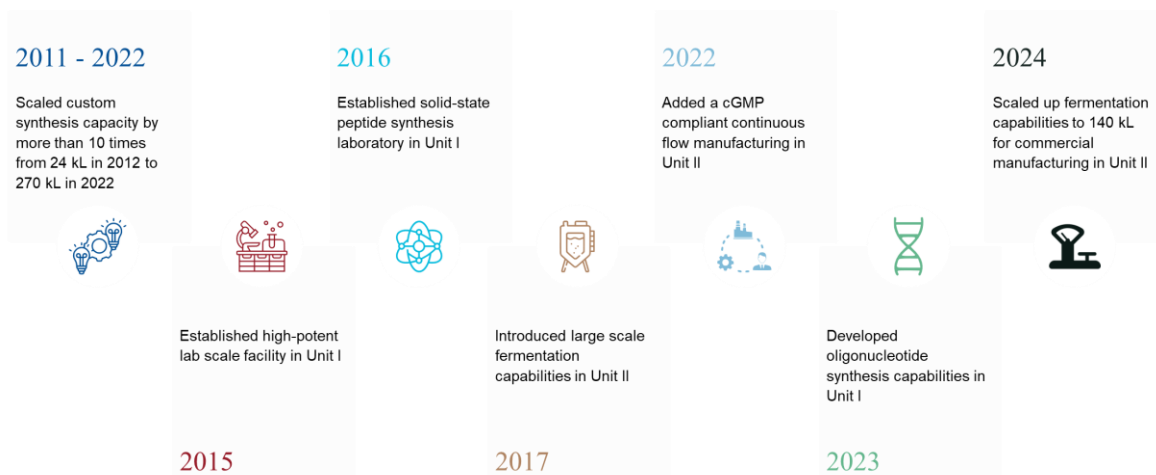 2011 - 2022
Scaled custom
synthesis capacity by
more than 10 times
from 24 kL in 2012 to
270 kL in 2022
Established high-potent
lab scale facility in Unit I
2015
2016
Established solid-state
peptide synthesis
laboratory in Unit I
Introduced large scale
fermentation
capabilities in Unit II
2017
2022
Added a cGMP
compliant continuous
flow manufacturing in
Unit II
Developed
oligonucleotide
synthesis capabilities in
Unit I
2023
2024
Scaled up fermentation
capabilities to 140 kL
for commercial
manufacturing in Unit II